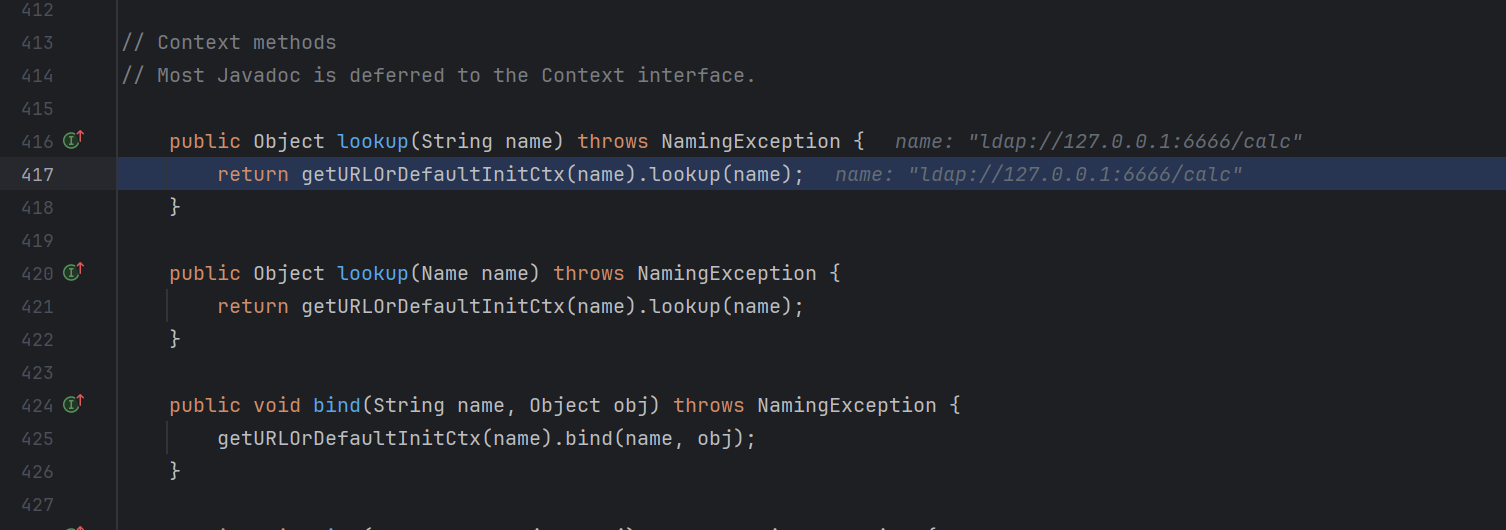 412
413 // Context methods
414 // Most Javadoc is deferred to the Context interface.
415
416 public Object lookup(String name) throws NamingException { name: "ldap://127.0.0.1:6666/calc"
417 return getURLOrDefaultInitCtx(name).lookup(name); name: "ldap://127.0.0.1:6666/calc"
418 }
419
420 public Object lookup(Name name) throws NamingException {
421 return getURLOrDefaultInitCtx(name).lookup(name);
422 }
423
424 public void bind(String name, Object obj) throws NamingException {
425 getURLOrDefaultInitCtx(name).bind(name, obj);
426 }
427